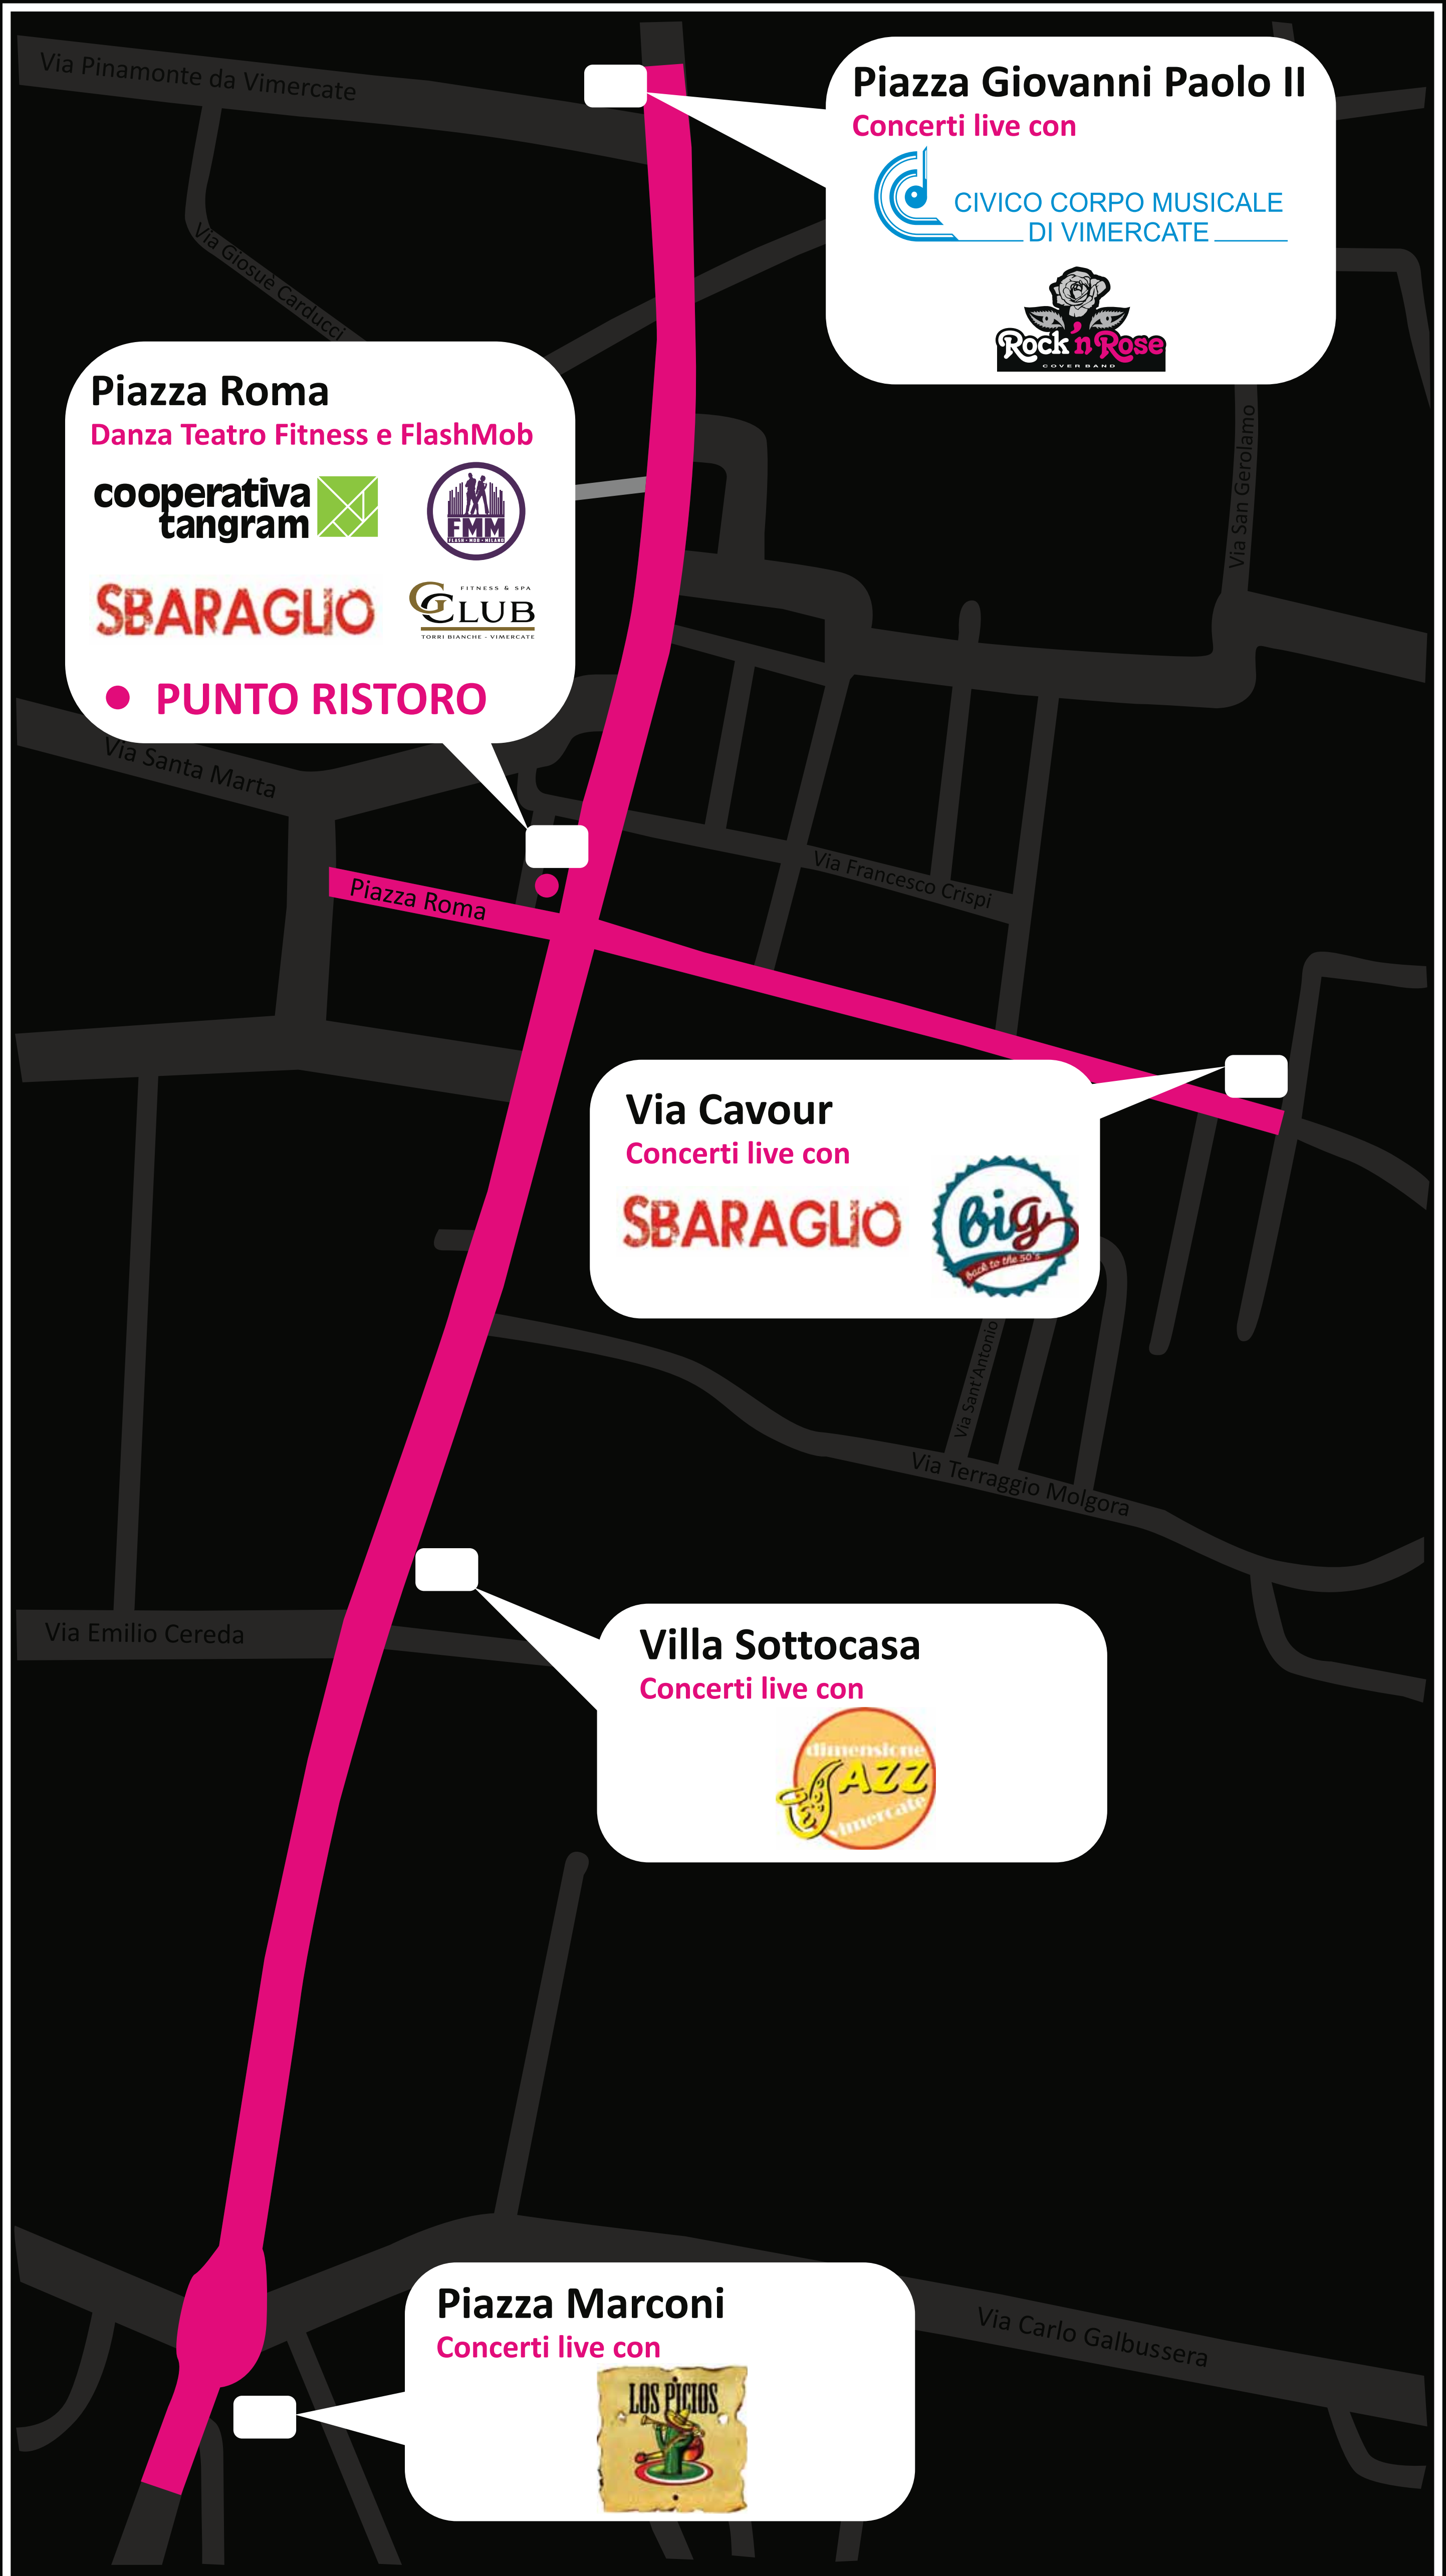 Via Pinamonte da Vimercate
Piazza Giovanni Paolo II
Concerti live con
CIVICO CORPO MUSICALE
DI VIMERCATE
Rock 'n Rose
COVER BAND
Via Giosuè Carducci
Piazza Roma
Danza Teatro Fitness e FlashMob
cooperativa
tangram
FMM
FLASH • MOB • MILANO
SBARAGLIO
FITNESS & SPA
G CLUB
TORRI BIANCHE - VIMERCATE
PUNTO RISTORO
Via San Gerolamo
Via Santa Marta
Via Francesco Crispi
Piazza Roma
Via Cavour
Concerti live con
SBARAGLIO
Big
back to the 50's
Via Sant'Antonio
Via Terraggio Molgora
Via Emilio Cereda
Villa Sottocasa
Concerti live con
dimensione
JAZZ
vimercate
Piazza Marconi
Concerti live con
LOS PICIOS
Via Carlo Galbussera